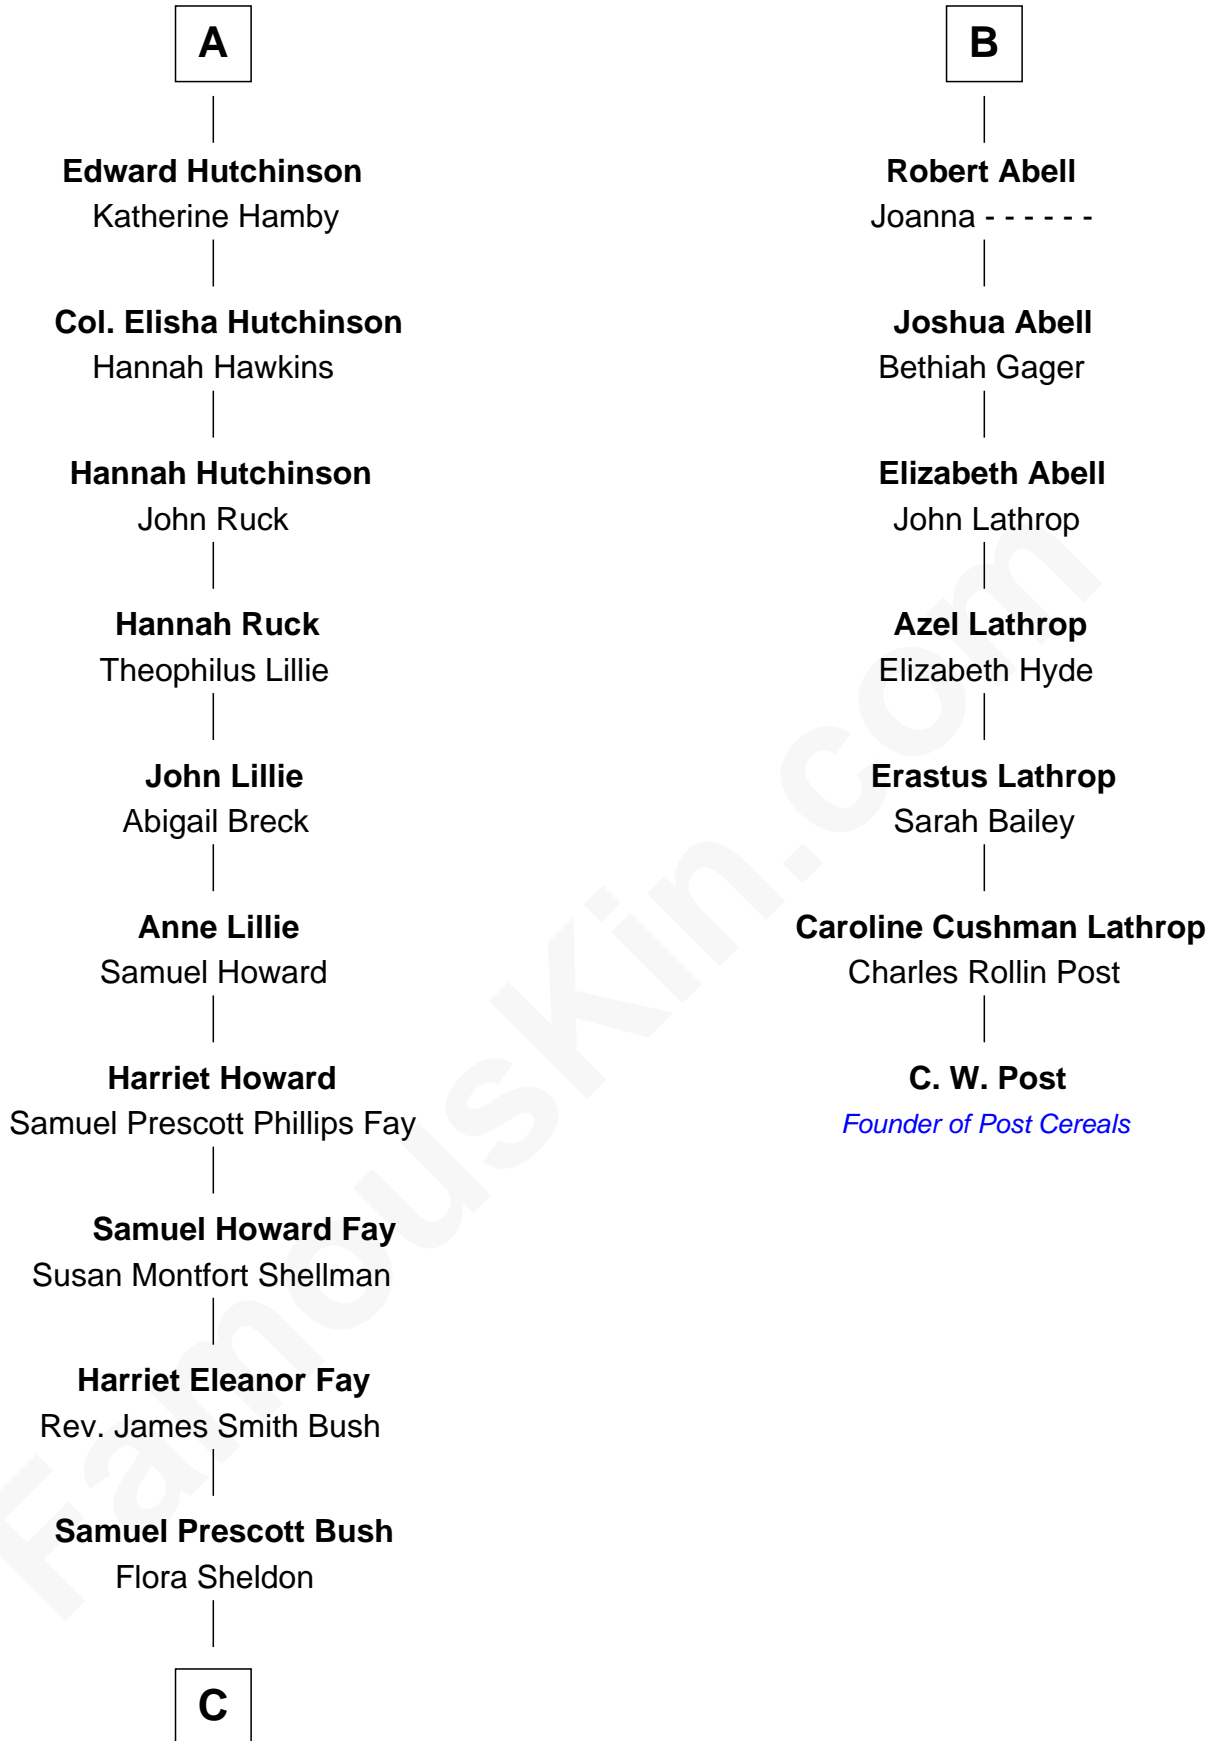 A
Edward Hutchinson
Katherine Hamby
Col. Elisha Hutchinson
Hannah Hawkins
Hannah Hutchinson
John Ruck
Hannah Ruck
Theophilus Lillie
John Lillie
Abigail Breck
Anne Lillie
Samuel Howard
Harriet Howard
Samuel Prescott Phillips Fay
Samuel Howard Fay
Susan Montfort Shellman
Harriet Eleanor Fay
Rev. James Smith Bush
Samuel Prescott Bush
Flora Sheldon
C
B
Robert Abell
Joanna - - - - - -
Joshua Abell
Bethiah Gager
Elizabeth Abell
John Lathrop
Azel Lathrop
Elizabeth Hyde
Erastus Lathrop
Sarah Bailey
Caroline Cushman Lathrop
Charles Rollin Post
C. W. Post
Founder of Post Cereals
FamousKin.com